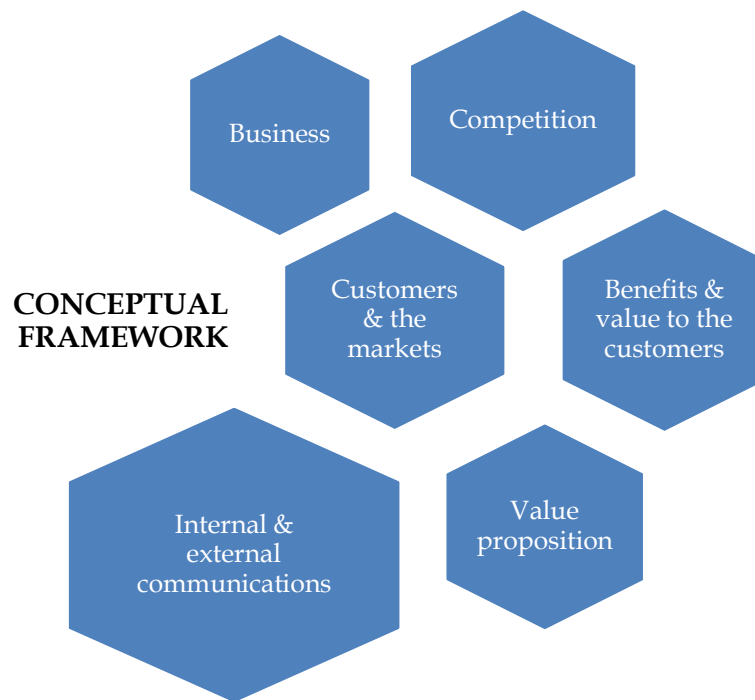 Business
Competition
CONCEPTUAL
FRAMEWORK
Customers
& the
markets
Benefits &
value to the
customers
Internal &
external
communications
Value
proposition